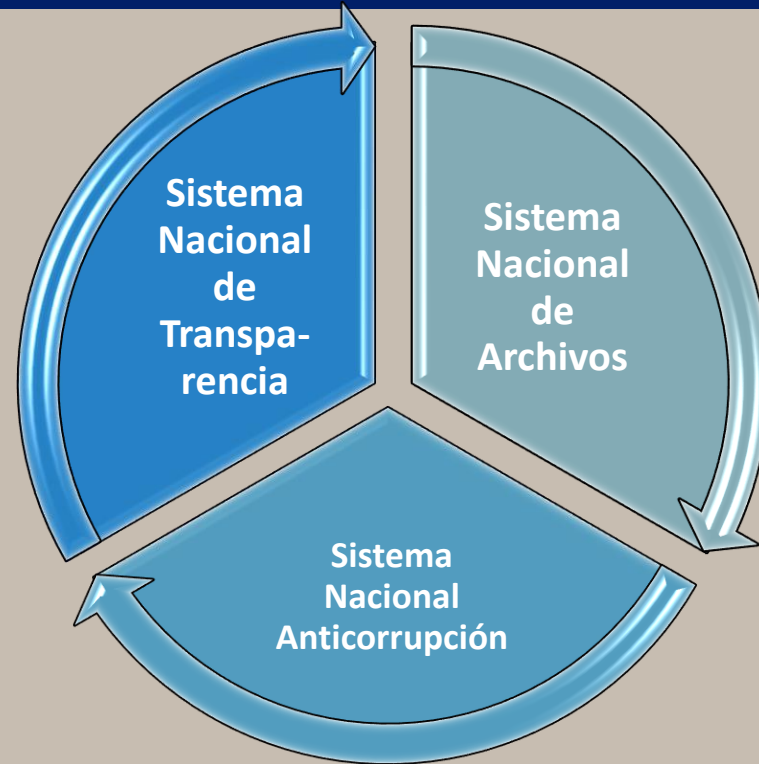 Sistema
Nacional
de
Transpa-
rencia
Sistema
Nacional
de
Archivos
Sistema
Nacional
Anticorrupción